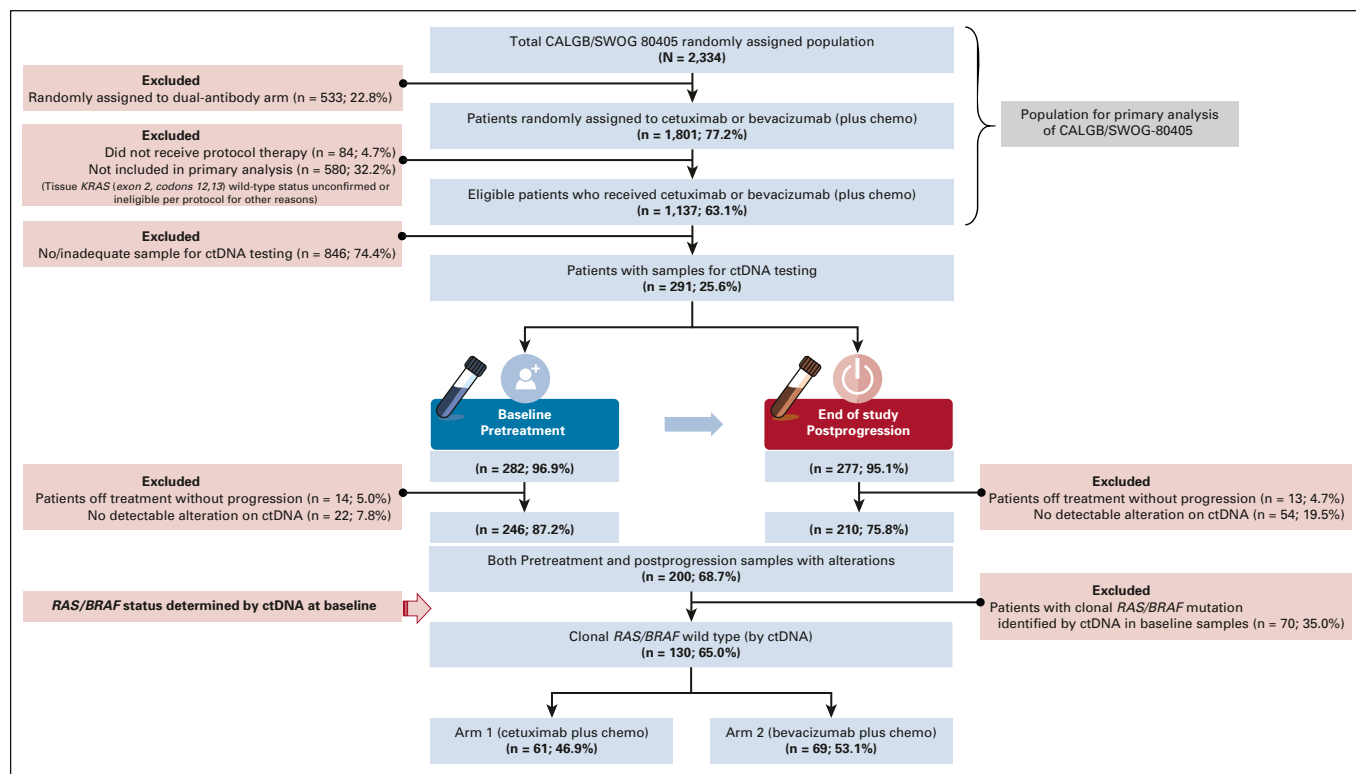 Total CALGB/SWOG 80405 randomly assigned population
(N = 2,334)
Excluded
Randomly assigned to dual-antibody arm (n = 533; 22.8%)
Patients randomly assigned to cetuximab or bevacizumab (plus chemo)
(n = 1,801; 77.2%)
Population for primary analysis
of CALGB/SWOG-80405
Excluded
Did not receive protocol therapy (n = 84; 4.7%)
Not included in primary analysis (n = 580; 32.2%)
(Tissue KRAS (exon 2, codons 12,13) wild-type status unconfirmed or
ineligible per protocol for other reasons)
Eligible patients who received cetuximab or bevacizumab (plus chemo)
(n = 1,137; 63.1%)
Excluded
No/inadequate sample for ctDNA testing (n = 846; 74.4%)
Patients with samples for ctDNA testing
(n = 291; 25.6%)
Baseline
Pretreatment
End of study
Postprogression
(n = 282; 96.9%)
(n = 277; 95.1%)
Excluded
Patients off treatment without progression (n = 14; 5.0%)
No detectable alteration on ctDNA (n = 22; 7.8%)
Excluded
Patients off treatment without progression (n = 13; 4.7%)
No detectable alteration on ctDNA (n = 54; 19.5%)
(n = 246; 87.2%)
(n = 210; 75.8%)
Both Pretreatment and postprogression samples with alterations
(n = 200; 68.7%)
RAS/BRAF status determined by ctDNA at baseline
Excluded
Patients with clonal RAS/BRAF mutation
identified by ctDNA in baseline samples (n = 70; 35.0%)
Clonal RAS/BRAF wild type (by ctDNA)
(n = 130; 65.0%)
Arm 1 (cetuximab plus chemo)
(n = 61; 46.9%)
Arm 2 (bevacizumab plus chemo)
(n = 69; 53.1%)